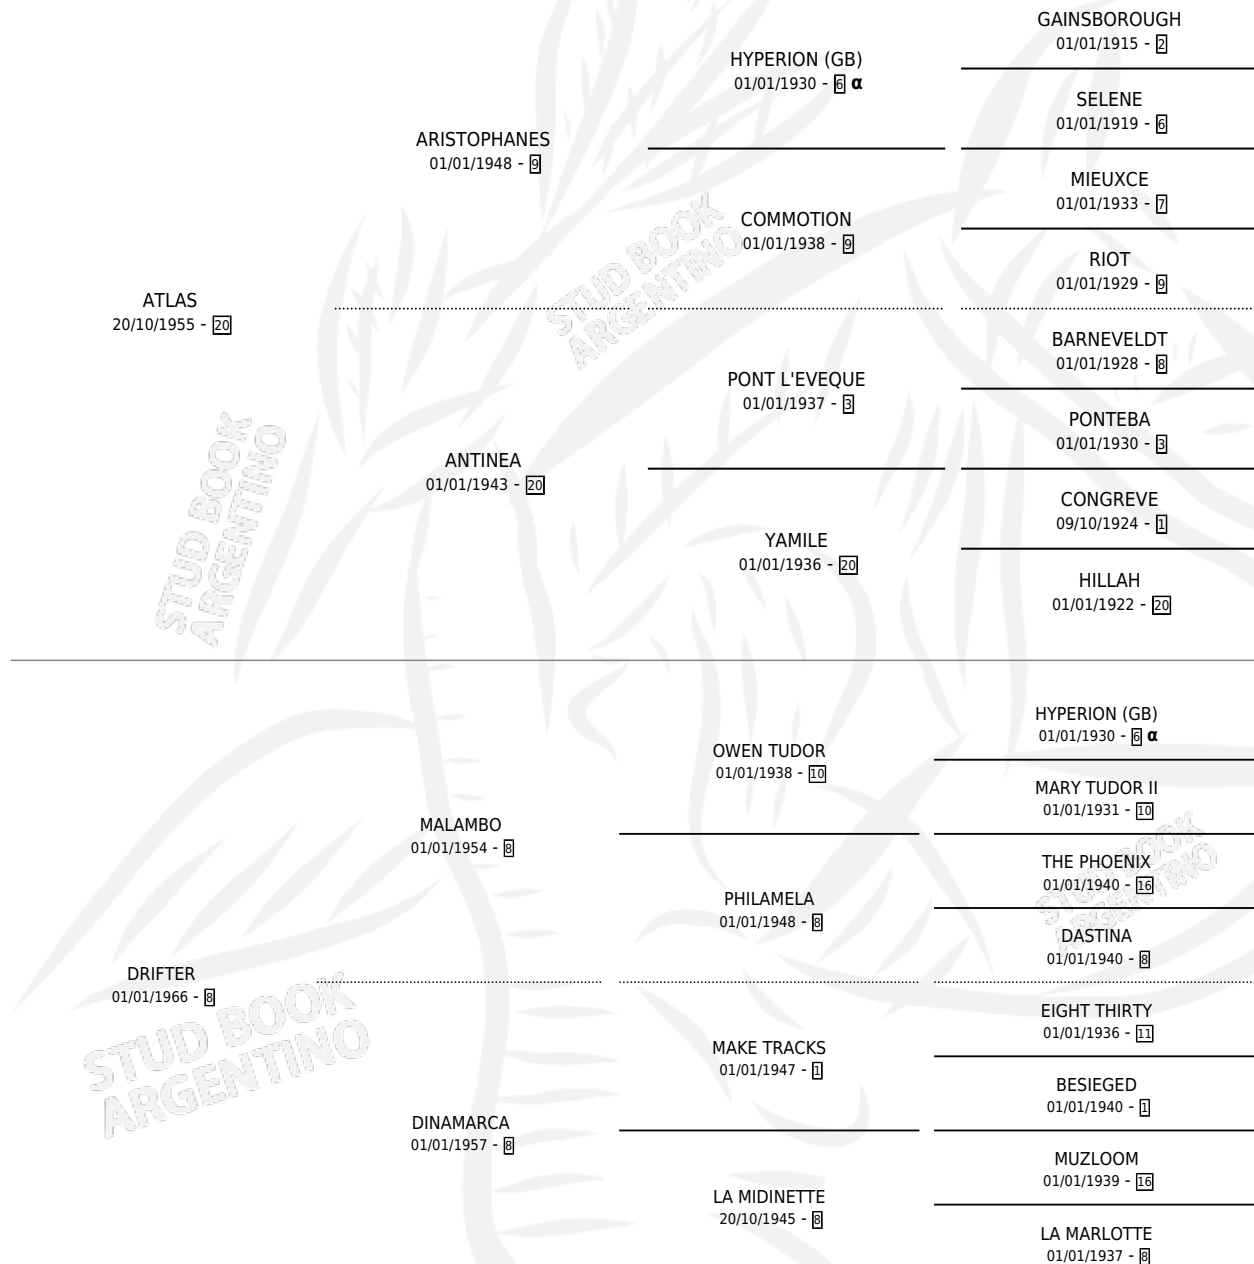 GAINSBOROUGH
01/01/1915 - 2
HYPERION (GB)
01/01/1930 - 6 α
SELENE
01/01/1919 - 6
ARISTOPHANES
01/01/1948 - 9
MIEUXCE
01/01/1933 - 7
COMMOTION
01/01/1938 - 9
RIOT
01/01/1929 - 9
ATLAS
20/10/1955 - 20
BARNEVELDT
01/01/1928 - 8
PONT L'EVEQUE
01/01/1937 - 3
PONTEBA
01/01/1930 - 3
ANTINEA
01/01/1943 - 20
CONGREVE
09/10/1924 - 1
YAMILE
01/01/1936 - 20
HILLAH
01/01/1922 - 20
STUD BOOK
ARGENTINO
STUD BOOK
ARGENTINO
HYPERION (GB)
01/01/1930 - 6 α
OWEN TUDOR
01/01/1938 - 10
MARY TUDOR II
01/01/1931 - 10
MALAMBO
01/01/1954 - 8
THE PHOENIX
01/01/1940 - 16
PHILAMELA
01/01/1948 - 8
DASTINA
01/01/1940 - 8
DRIFTER
01/01/1966 - 8
EIGHT THIRTY
01/01/1936 - 11
MAKE TRACKS
01/01/1947 - 1
BESIEGED
01/01/1940 - 1
DINAMARCA
01/01/1957 - 8
MUZLOOM
01/01/1939 - 16
LA MIDINETTE
20/10/1945 - 8
LA MARLOTTE
01/01/1937 - 8
STUD BOOK
ARGENTINO
STUD BOOK
ARGENTINO